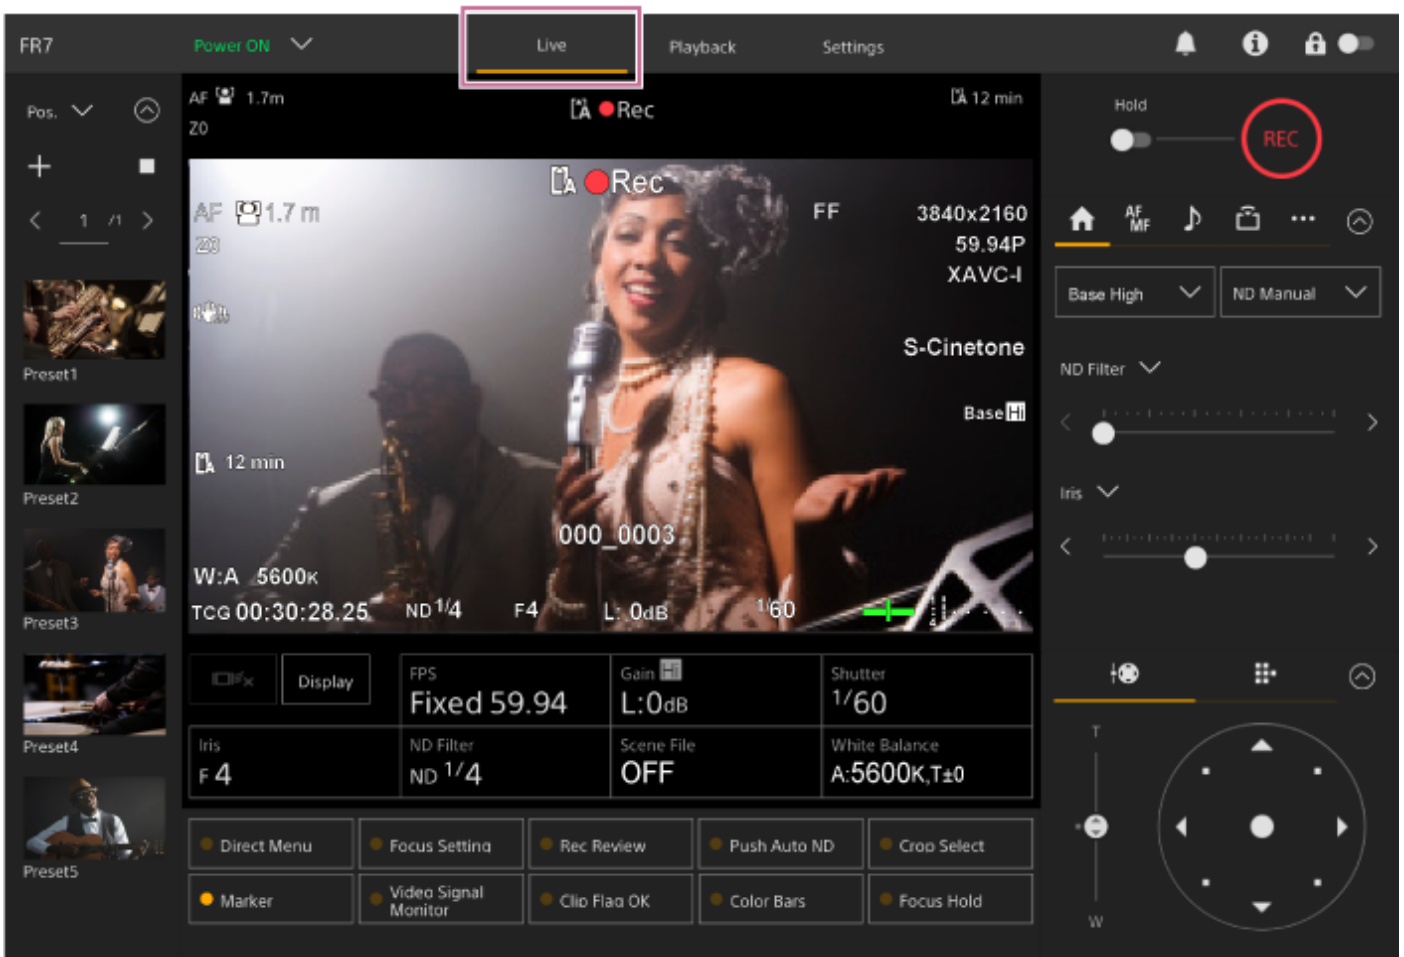 FR7
Power ON
Live
Playback
Settings
Pos.
1 /1
Preset1
Preset2
Preset3
Preset4
Preset5
AF 1.7m
Z0
A Rec
A 12 min
A Rec
AF 1.7 m
Z0
FF
3840x2160
59.94P
XAVC-I
S-Cinetone
Base Hi
A 12 min
000_0003
W:A 5600K
TCG 00:30:28.25 ND 1/4 F4 L: 0dB 1/60
Display
FPS
Fixed 59.94
Gain Hi
L:0dB
Shutter
1/60
Iris
F 4
ND Filter
ND 1/4
Scene File
OFF
White Balance
A:5600K,T±0
Direct Menu
Focus Setting
Rec Review
Push Auto ND
Crop Select
Marker
Video Signal
Monitor
Clip Flag OK
Color Bars
Focus Hold
Hold
REC
AF
MF
Base High
ND Manual
ND Filter
Iris
T
W